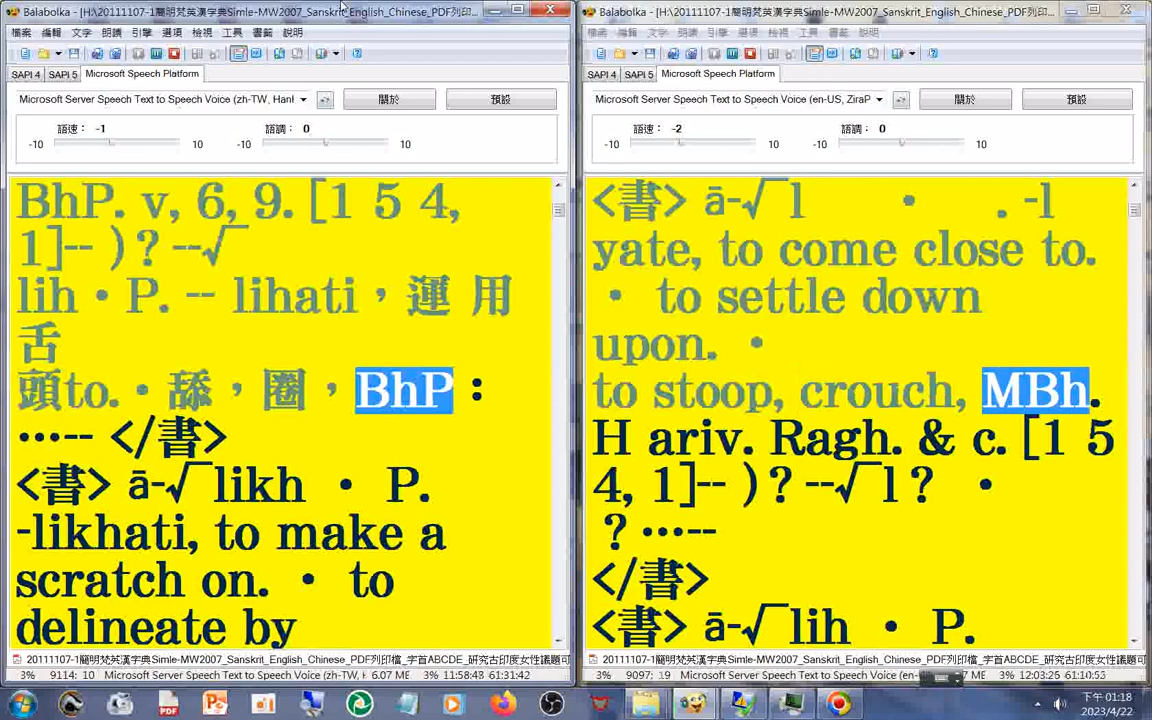 Balabolka - [H:\20111107-1簡明梵英漢字典Simle-MW2007_Sanskrit_English_Chinese_PDF列印...
檔案 編輯 文字 朗讀 引擎 選項 檢視 工具 書籤 說明
SAPI 4 SAPI 5 Microsoft Speech Platform
Microsoft Server Speech Text to Speech Voice (zh-TW, Hanl 關於 預設
語速： -1 語調： 0
-10 10 -10 10
BhP. v, 6, 9. [1 5 4,
1]-- ) ? --√
lih • P. -- lihati，運 用
舌
頭to. • 舔，圈，BhP：
…-- </書>
<書> ā-√likh • P.
-likhati, to make a
scratch on. • to
delineate by
20111107-1簡明梵英漢字典Simle-MW2007_Sanskrit_English_Chinese_PDF列印檔_字首ABCDE_研究古印度女性議題可
3% 9114: 10 Microsoft Server Speech Text to Speech Voice (zh-TW, 6.07 ME 3% 11:58:43 61:31:42
Balabolka - [H:\20111107-1簡明梵英漢字典Simle-MW2007_Sanskrit_English_Chinese_PDF列印...
檔案 編輯 文字 朗讀 引擎 選項 檢視 工具 書籤 說明
SAPI 4 SAPI 5 Microsoft Speech Platform
Microsoft Server Speech Text to Speech Voice (en-US, ZiraP 關於 預設
語速： -2 語調： 0
-10 10 -10 10
<書> ā-√l • . -l
yate, to come close to.
• to settle down
upon. •
to stoop, crouch, MBh.
H ariv. Ragh. & c. [1 5
4, 1]-- ) ? --√l ? •
? …--
</書>
<書> ā-√lih • P.
20111107-1簡明梵英漢字典Simle-MW2007_Sanskrit_English_Chinese_PDF列印檔_字首ABCDE_研究古印度女性議題可
3% 9097: 19 Microsoft Server Speech Text to Speech Voice 3% 12:03:25 61:10:53
下午 01:18
2023/4/22